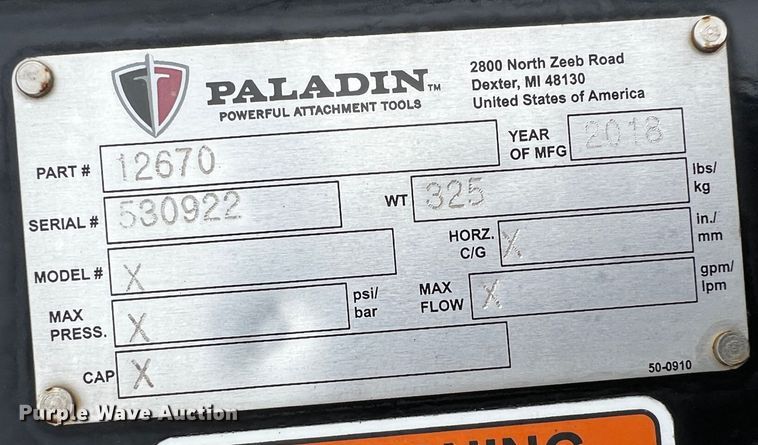 PALADIN™
POWERFUL ATTACHMENT TOOLS
2800 North Zeeb Road
Dexter, MI 48130
United States of America
PART # 12670
YEAR OF MFG 2018
SERIAL # 530922
WT 325 lbs/ kg
MODEL # X
HORZ. C/G X in./ mm
MAX PRESS. X psi/ bar
MAX FLOW X gpm/ lpm
CAP X
50-0910
Purple Wave Auction